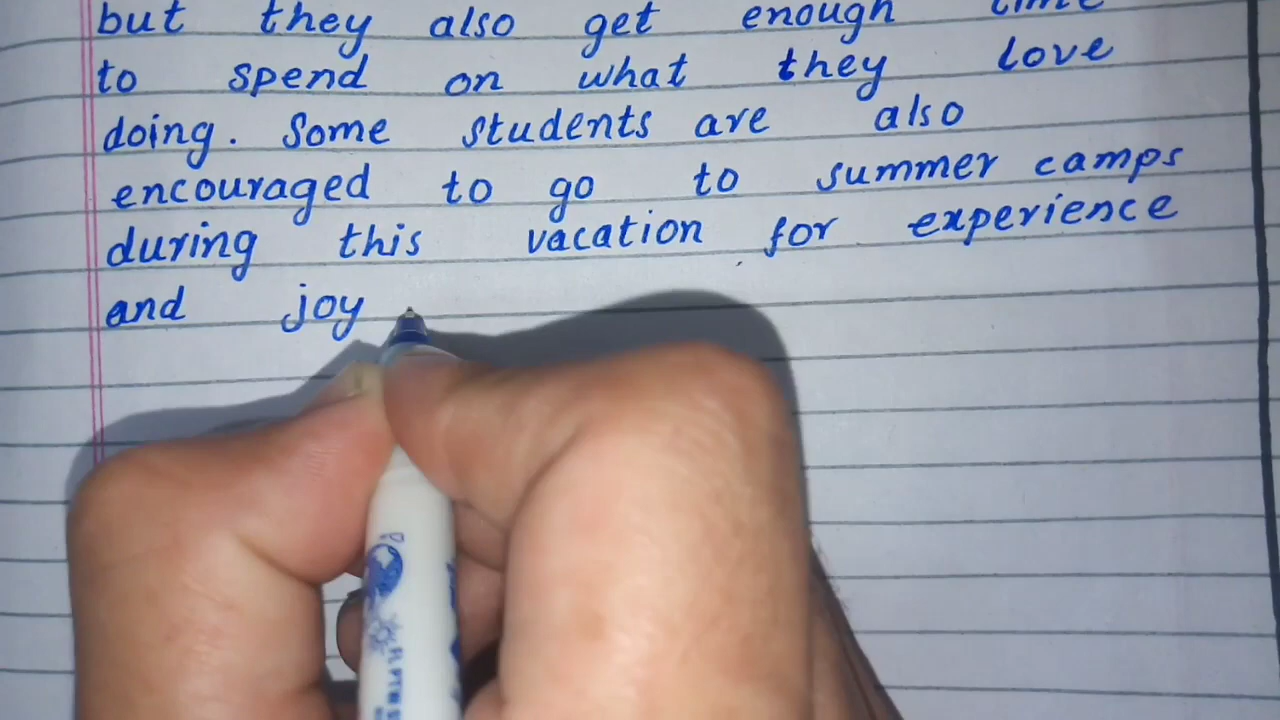 but they also get enough time
to spend on what they love
doing. Some students are also
encouraged to go to summer camps
during this vacation for experience
and joy